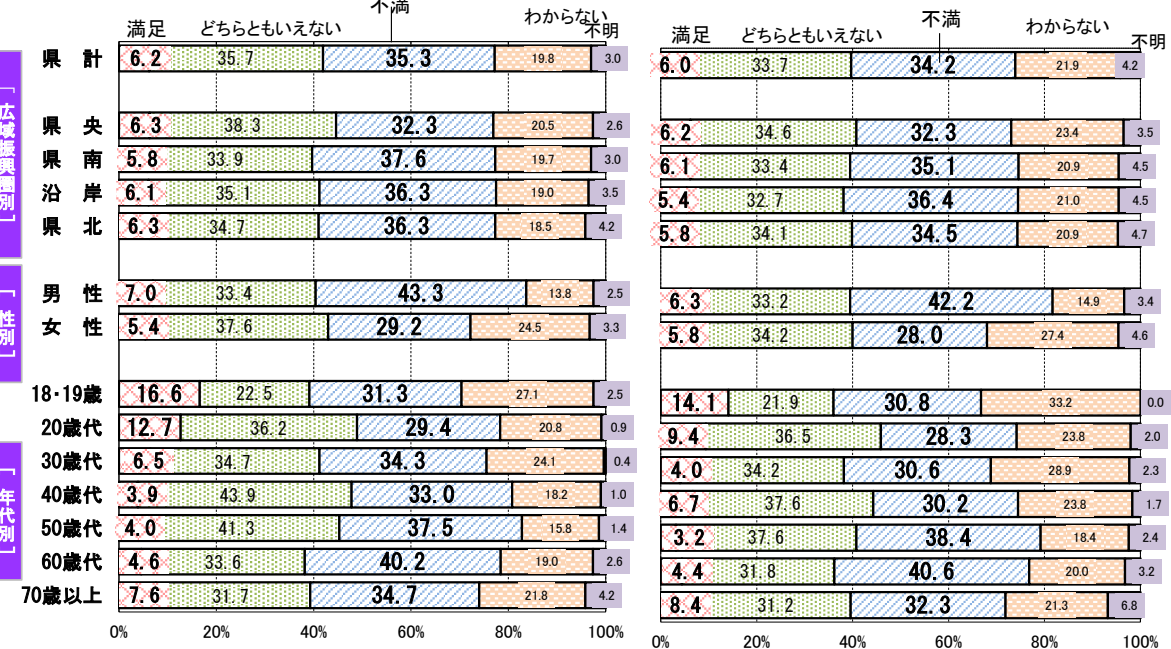 不満
満足 どちらともいえない わからない 不明
県 計 6.2 35.7 35.3 19.8 3.0
[広域振興圏別]
県 央 6.3 38.3 32.3 20.5 2.6
県 南 5.8 33.9 37.6 19.7 3.0
沿 岸 6.1 35.1 36.3 19.0 3.5
県 北 6.3 34.7 36.3 18.5 4.2
[性別]
男 性 7.0 33.4 43.3 13.8 2.5
女 性 5.4 37.6 29.2 24.5 3.3
18・19歳 16.6 22.5 31.3 27.1 2.5
[年代別]
20歳代 12.7 36.2 29.4 20.8 0.9
30歳代 6.5 34.7 34.3 24.1 0.4
40歳代 3.9 43.9 33.0 18.2 1.0
50歳代 4.0 41.3 37.5 15.8 1.4
60歳代 4.6 33.6 40.2 19.0 2.6
70歳以上 7.6 31.7 34.7 21.8 4.2
0% 20% 40% 60% 80% 100%
満足 どちらともいえない 不満 わからない 不明
6.0 33.7 34.2 21.9 4.2
6.2 34.6 32.3 23.4 3.5
6.1 33.4 35.1 20.9 4.5
5.4 32.7 36.4 21.0 4.5
5.8 34.1 34.5 20.9 4.7
6.3 33.2 42.2 14.9 3.4
5.8 34.2 28.0 27.4 4.6
14.1 21.9 30.8 33.2 0.0
9.4 36.5 28.3 23.8 2.0
4.0 34.2 30.6 28.9 2.3
6.7 37.6 30.2 23.8 1.7
3.2 37.6 38.4 18.4 2.4
4.4 31.8 40.6 20.0 3.2
8.4 31.2 32.3 21.3 6.8
0% 20% 40% 60% 80% 100%